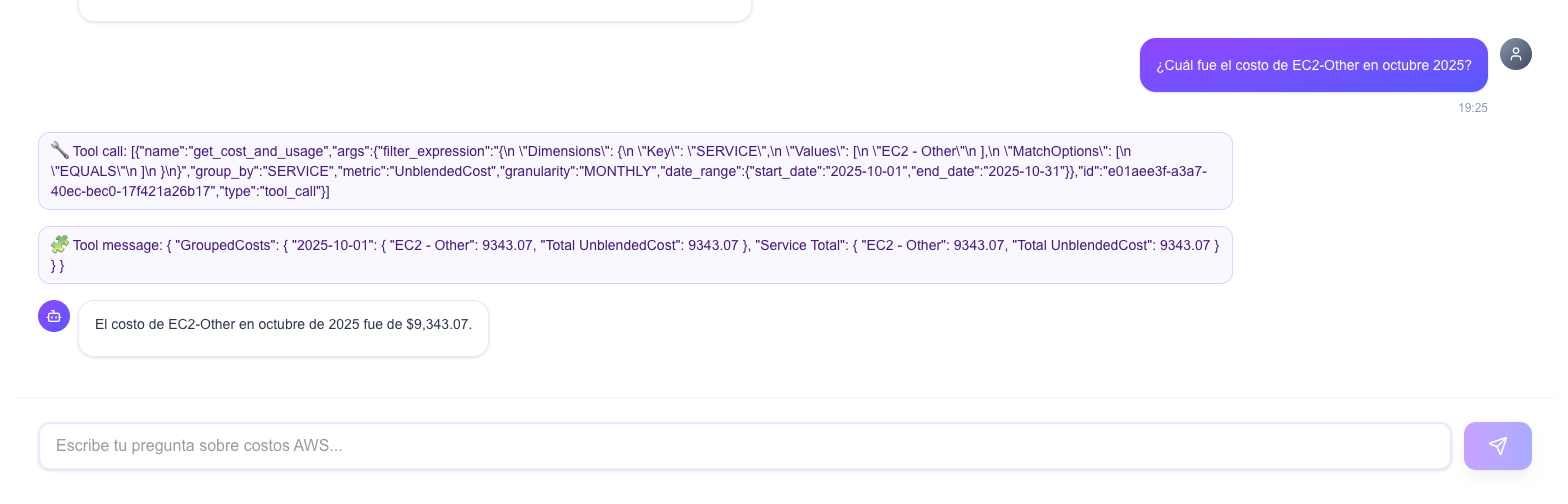 ¿Cuál fue el costo de EC2-Other en octubre 2025?
19:25
🔧 Tool call: [{"name":"get_cost_and_usage","args":{"filter_expression":"{\n \"Dimensions\": {\n \"Key\": \"SERVICE\",\n \"Values\": [\n \"EC2 - Other\"\n ],\n \"MatchOptions\": [\n
\"EQUALS\"\n ]\n }\n}","group_by":"SERVICE","metric":"UnblendedCost","granularity":"MONTHLY","date_range":{"start_date":"2025-10-01","end_date":"2025-10-31"}},"id":"e01aee3f-a3a7-
40ec-bec0-17f421a26b17","type":"tool_call"}]
🧩 Tool message: { "GroupedCosts": { "2025-10-01": { "EC2 - Other": 9343.07, "Total UnblendedCost": 9343.07 }, "Service Total": { "EC2 - Other": 9343.07, "Total UnblendedCost": 9343.07 }
} }
El costo de EC2-Other en octubre de 2025 fue de $9,343.07.
Escribe tu pregunta sobre costos AWS...